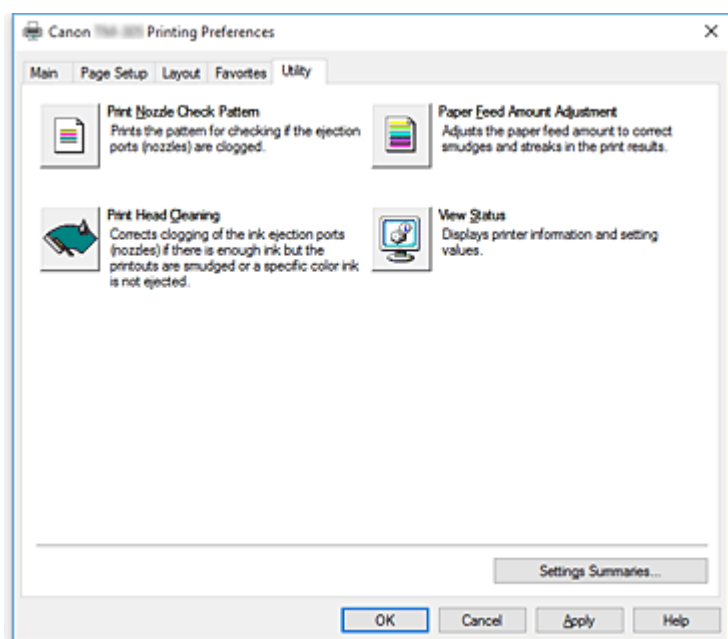 Canon Printing Preferences
Main Page Setup Layout Favorites Utility
Print Nozzle Check Pattern
Prints the pattern for checking if the ejection
ports (nozzles) are clogged.
Paper Feed Amount Adjustment
Adjusts the paper feed amount to correct
smudges and streaks in the print results.
Print Head Cleaning
Corrects clogging of the ink ejection ports
(nozzles) if there is enough ink but the
printouts are smudged or a specific color ink
is not ejected.
View Status
Displays printer information and setting
values.
Settings Summaries...
OK Cancel Apply Help